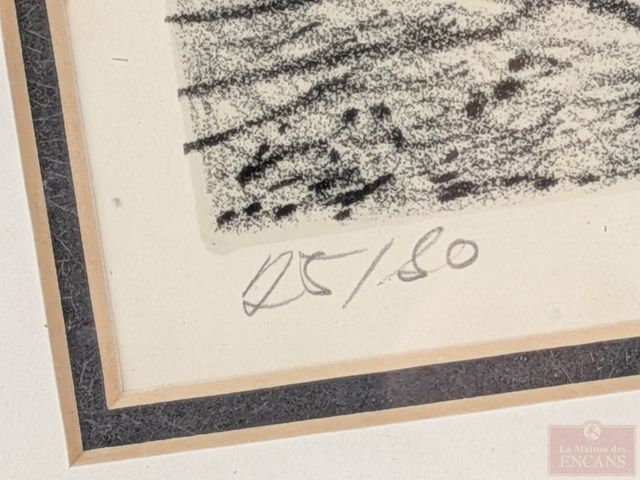 25/80
La Maison des
ENCANS